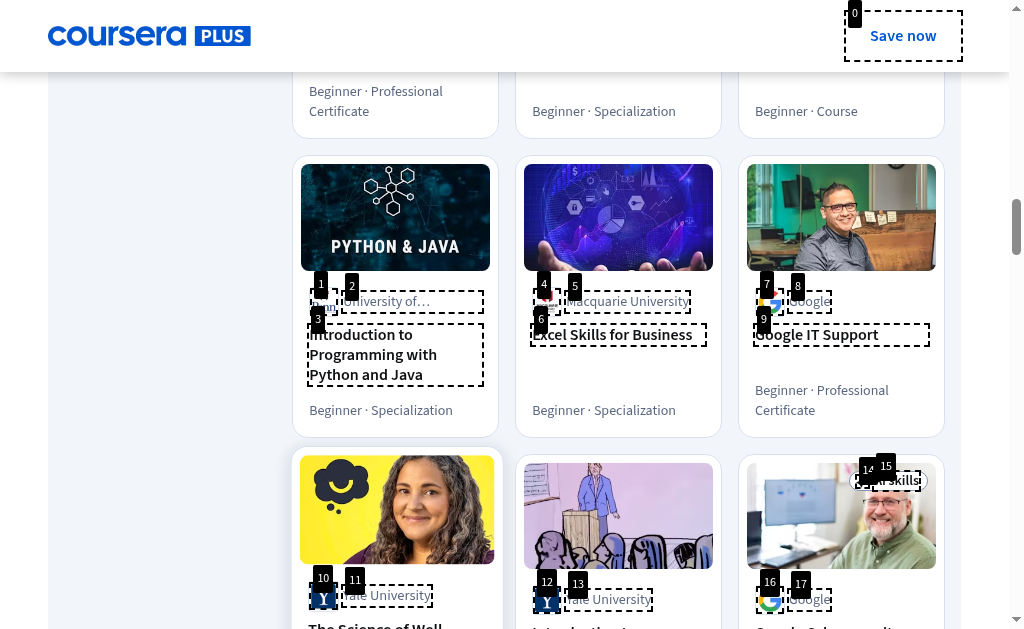 coursera PLUS
Save now
Beginner · Professional
Certificate
Beginner · Specialization
Beginner · Course
PYTHON & JAVA
1
2
University of…
3
Introduction to
Programming with
Python and Java
Beginner · Specialization
4
5
Macquarie University
6
Excel Skills for Business
Beginner · Specialization
7
8
Google
9
Google IT Support
Beginner · Professional
Certificate
0
10
11
Yale University
The Science of Well
12
13
Yale University
14
15
skills
16
17
Google